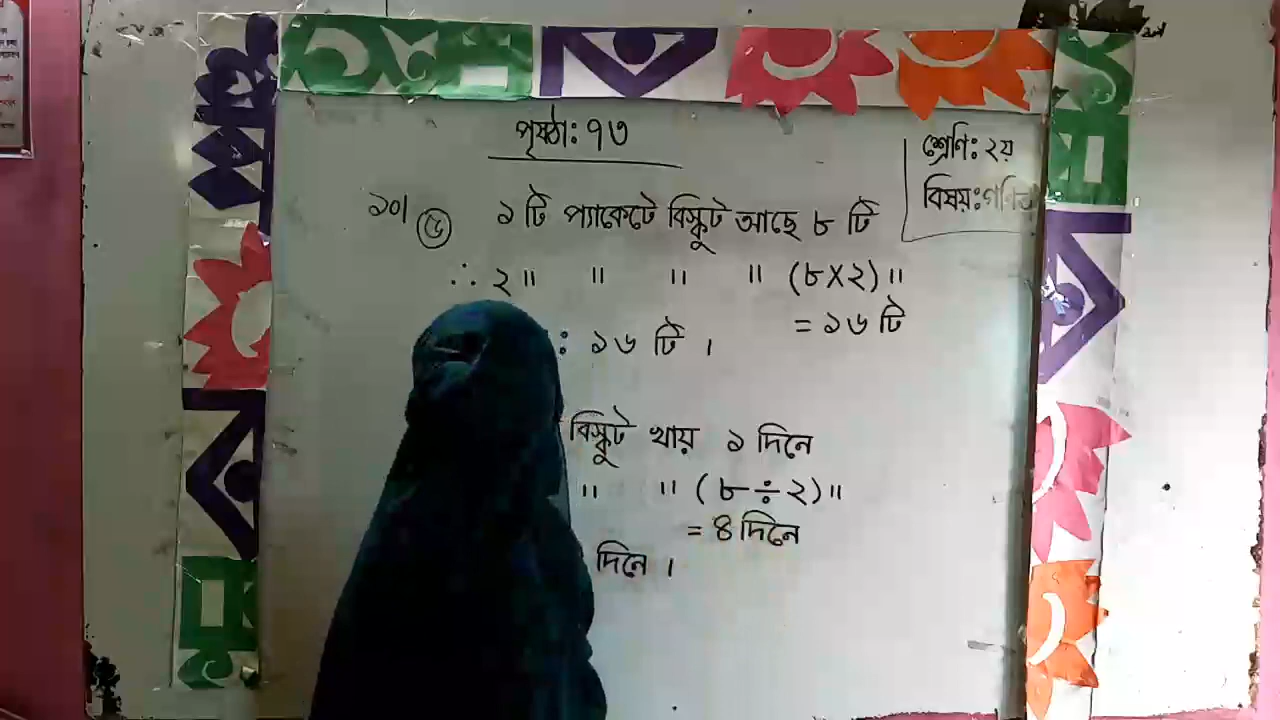 পৃষ্ঠা: ৭৩
শ্রেণি: ২য়
বিষয়: গণিত
১০। ৬ ১ টি প্যাকেটে বিস্কুট আছে ৮ টি
∴ ২ " " " " (৮×২) "
= ১৬ টি
: ১৬ টি ।
বিস্কুট খায় ১ দিনে
" " (৮÷২) "
= ৪ দিনে
দিনে ।